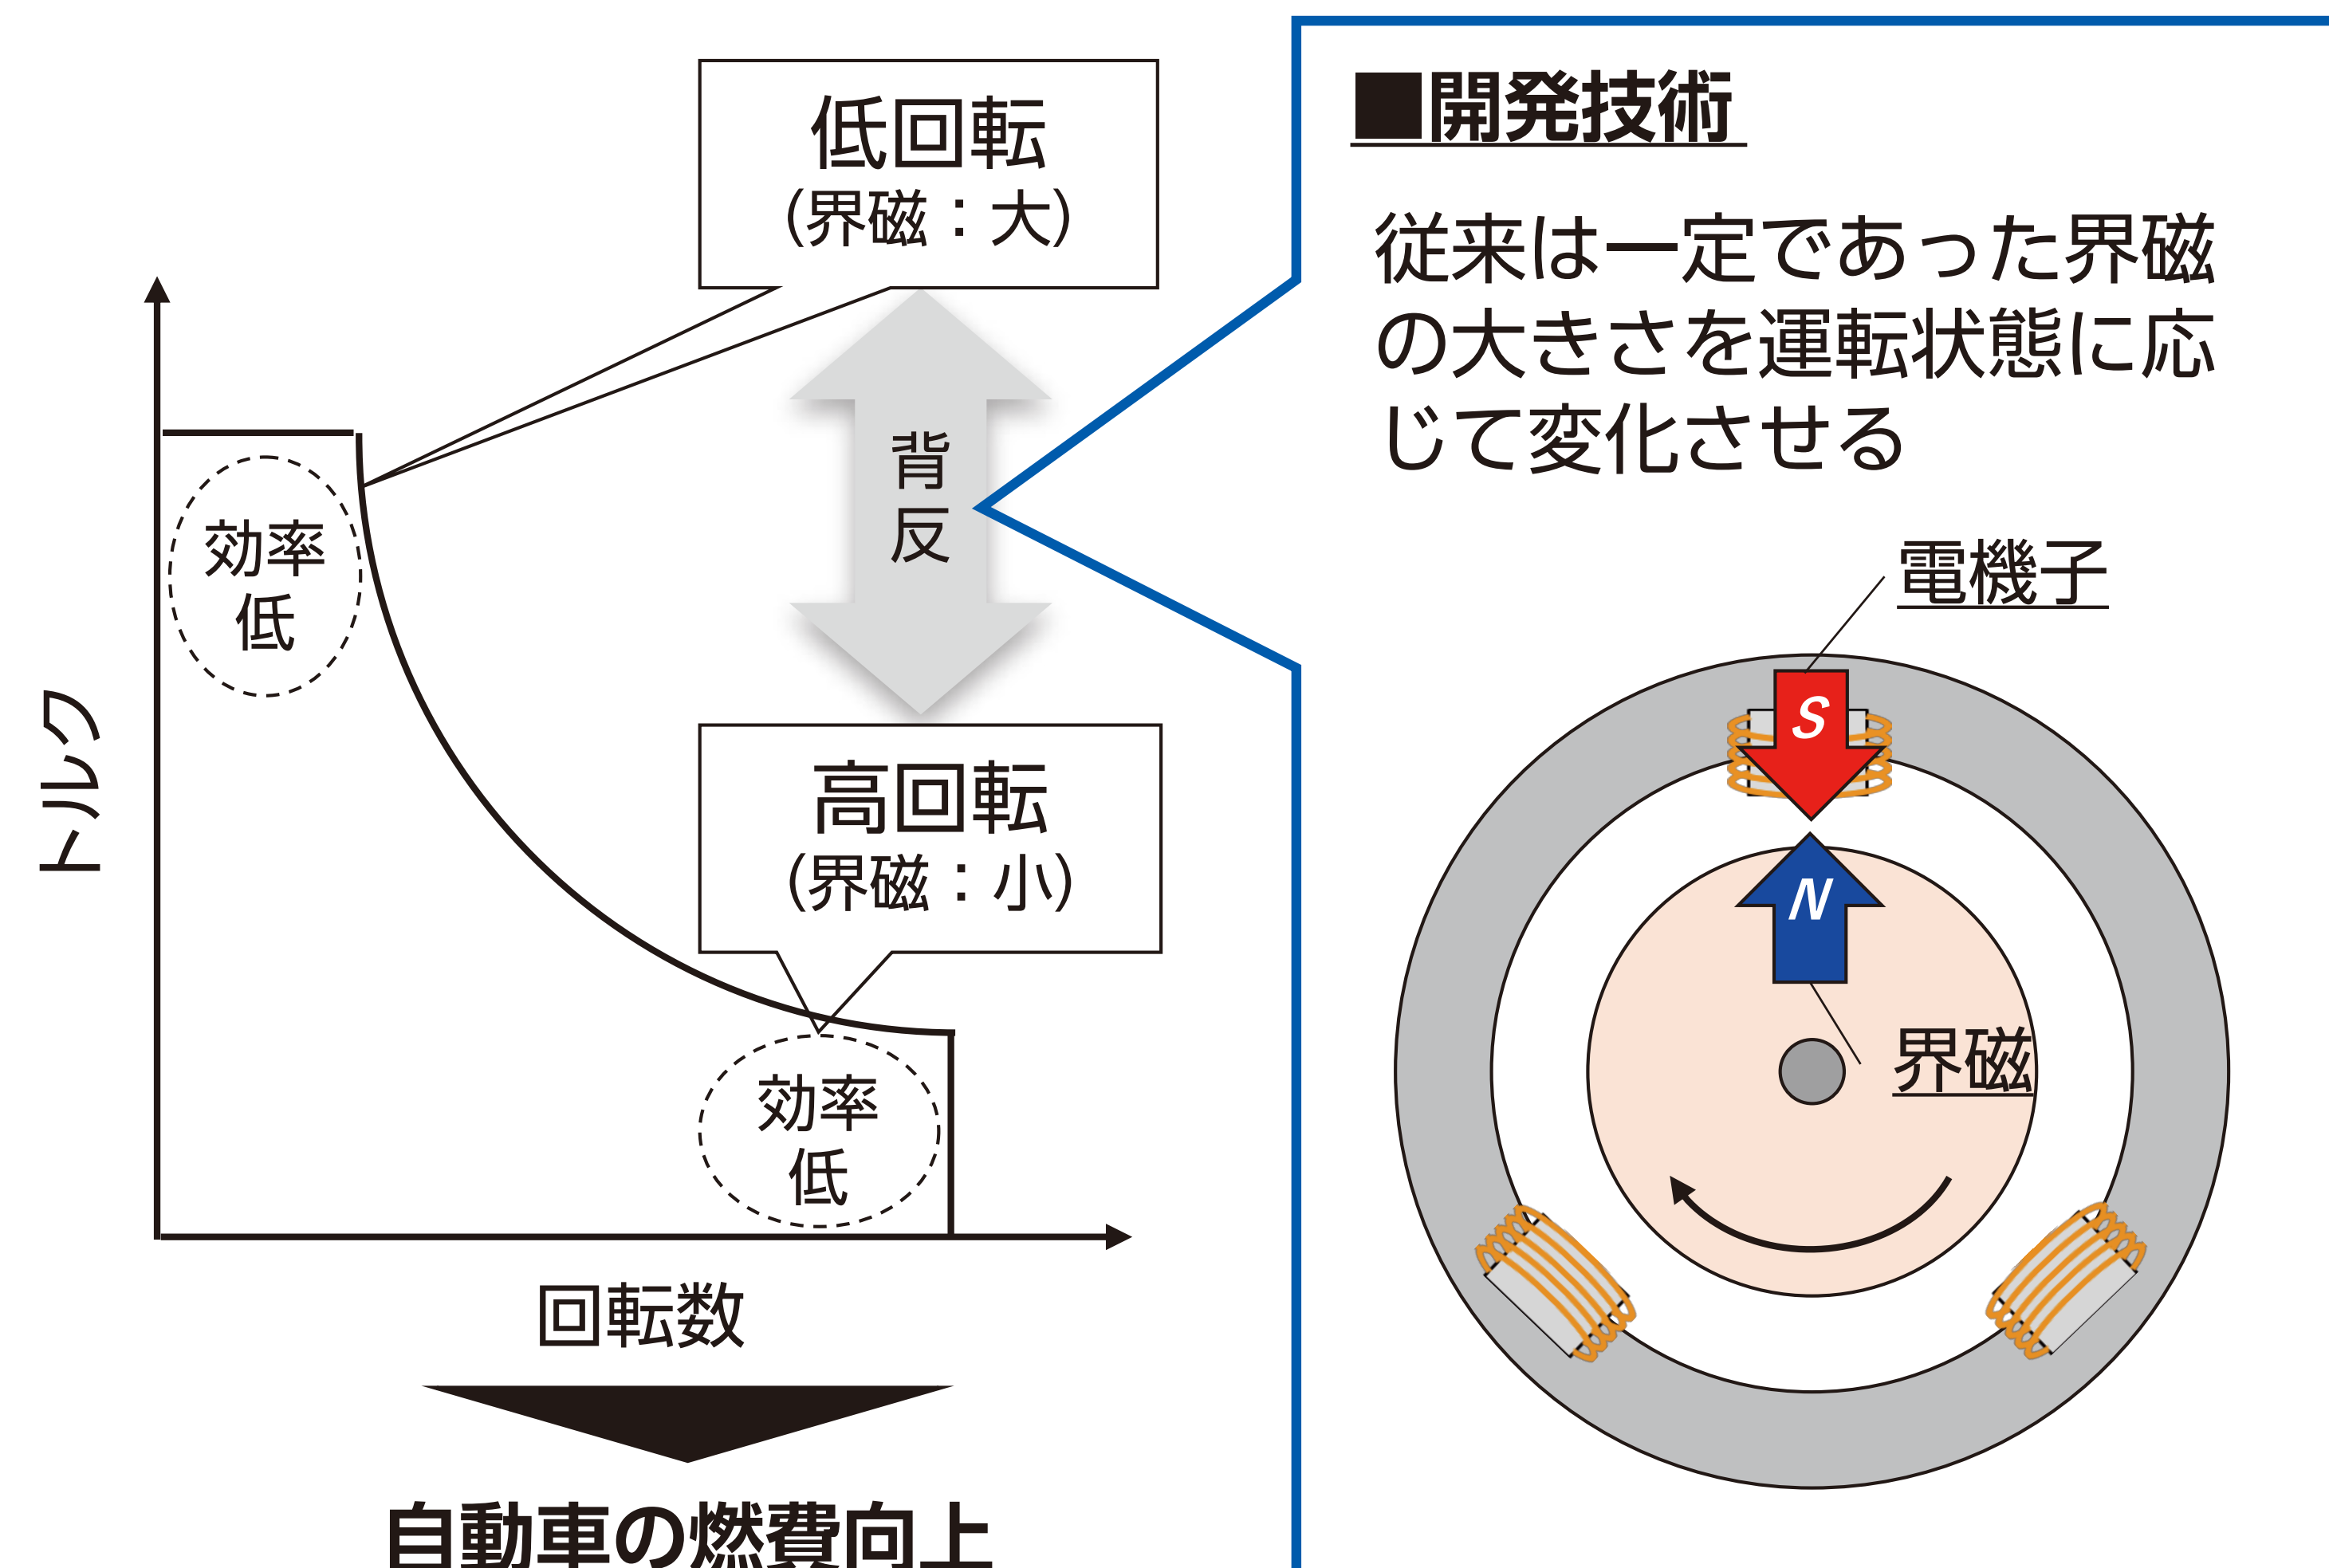 低回転
(界磁：大)
背
反
効率
低
トルク
高回転
(界磁：小)
効率
低
回転数
自動車の燃費向上
■開発技術
従来は一定であった界磁
の大きさを運転状態に応
じて変化させる
電機子
S
N
界磁